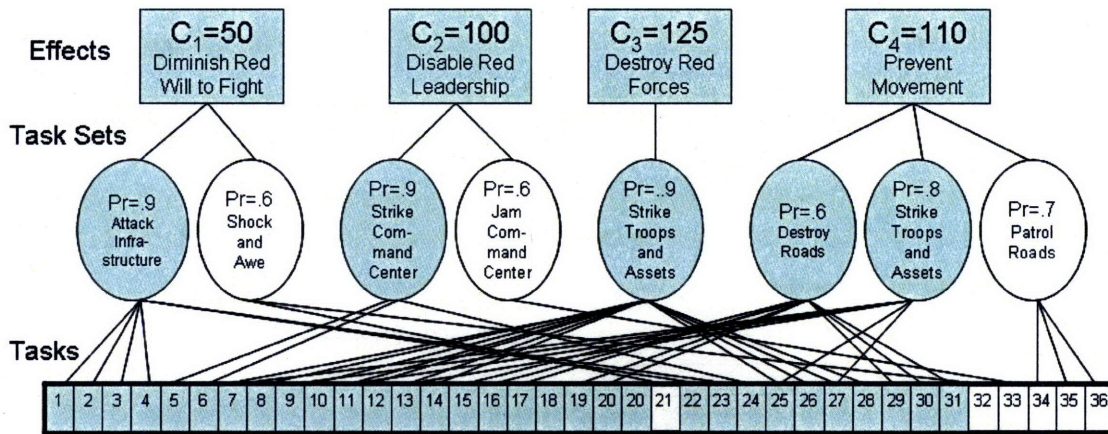 Effects
C1=50
Diminish Red
Will to Fight
C2=100
Disable Red
Leadership
C3=125
Destroy Red
Forces
C4=110
Prevent
Movement
Task Sets
Pr=.9
Attack
Infra-
structure
Pr=.6
Shock
and
Awe
Pr=.9
Strike
Com-
mand
Center
Pr=.6
Jam
Com-
mand
Center
Pr=..9
Strike
Troops
and
Assets
Pr=.6
Destroy
Roads
Pr=.8
Strike
Troops
and
Assets
Pr=.7
Patrol
Roads
Tasks
1 2 3 4 5 6 7 8 9 10 11 12 13 14 15 16 17 18 19 20 20 21 22 23 24 25 26 27 28 29 30 31 32 33 34 35 36